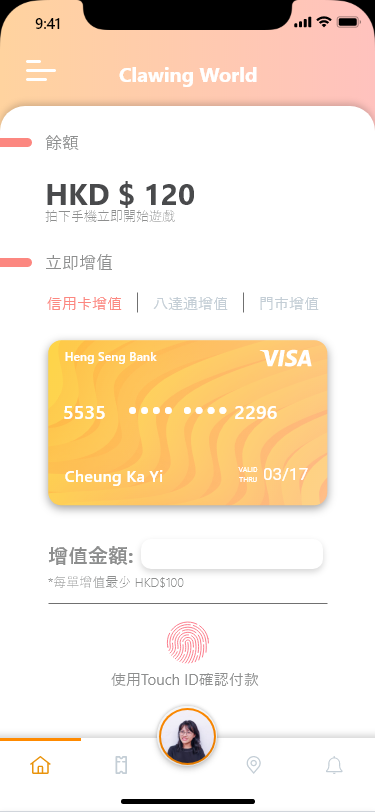 9:41
Clawing World
餘額
HKD $ 120
拍下手機立即開始遊戲
立即增值
信用卡增值 八達通增值 門市增值
Heng Seng Bank VISA
5535 •••• •••• 2296
Cheung Ka Yi VALID THRU 03/17
增值金額:
*每單增值最少 HKD$100
使用Touch ID確認付款